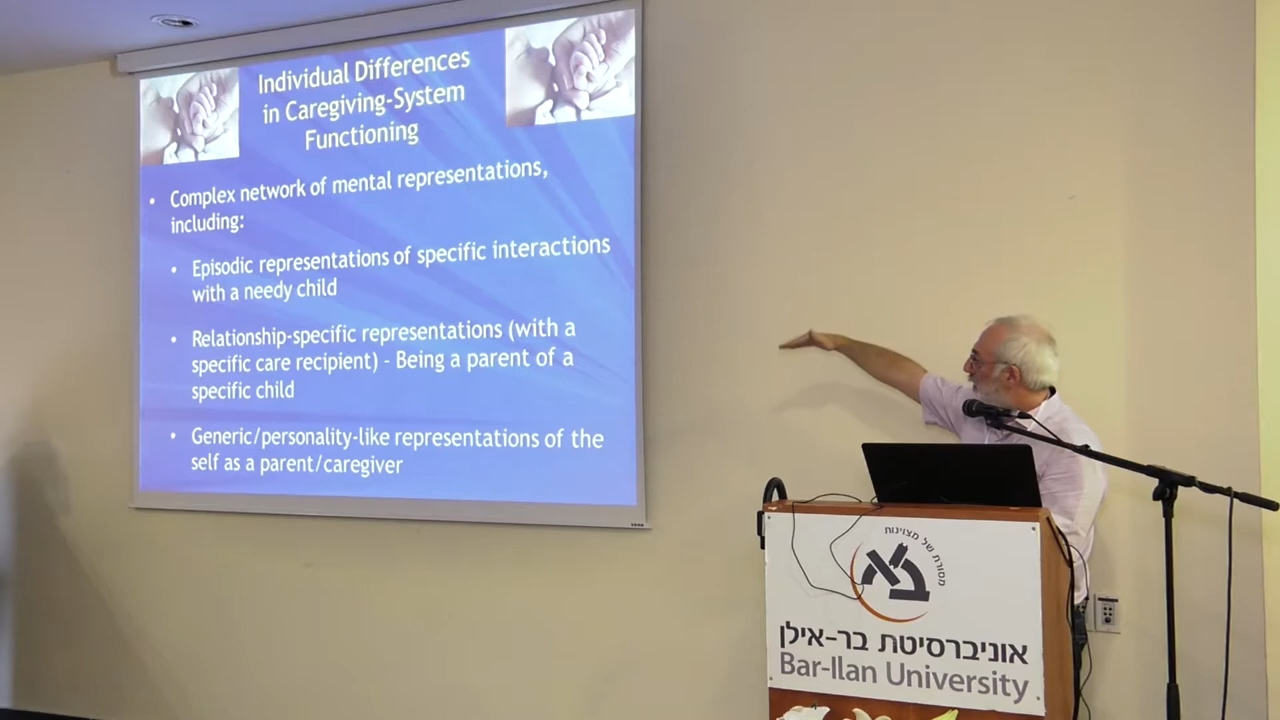 Individual Differences
in Caregiving-System
Functioning
• Complex network of mental representations,
including:
• Episodic representations of specific interactions
with a needy child
• Relationship-specific representations (with a
specific care recipient) - Being a parent of a
specific child
• Generic/personality-like representations of the
self as a parent/caregiver
מסורת של מצוינות
בא
אוניברסיטת בר-אילן
Bar-Ilan University